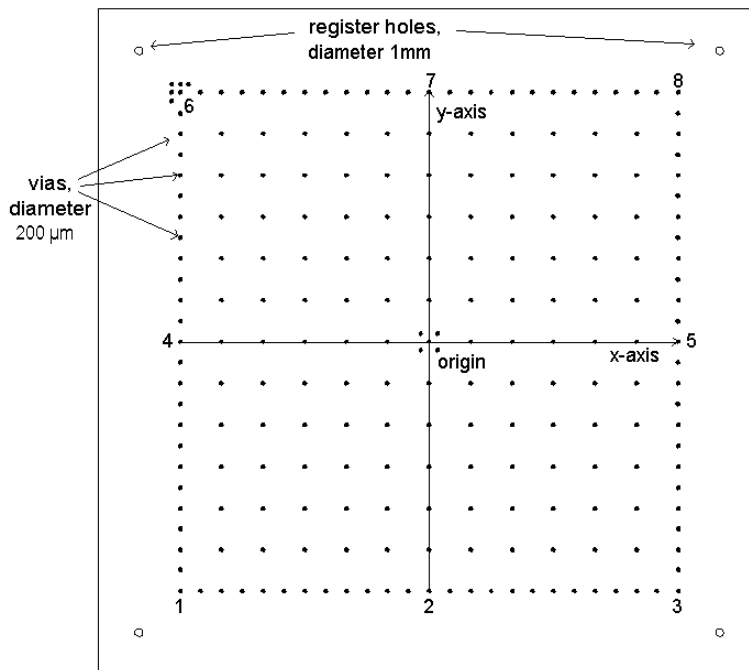 register holes,
diameter 1mm
7
8
6
y-axis
vias,
diameter
200 µm
4
5
origin
x-axis
1
2
3